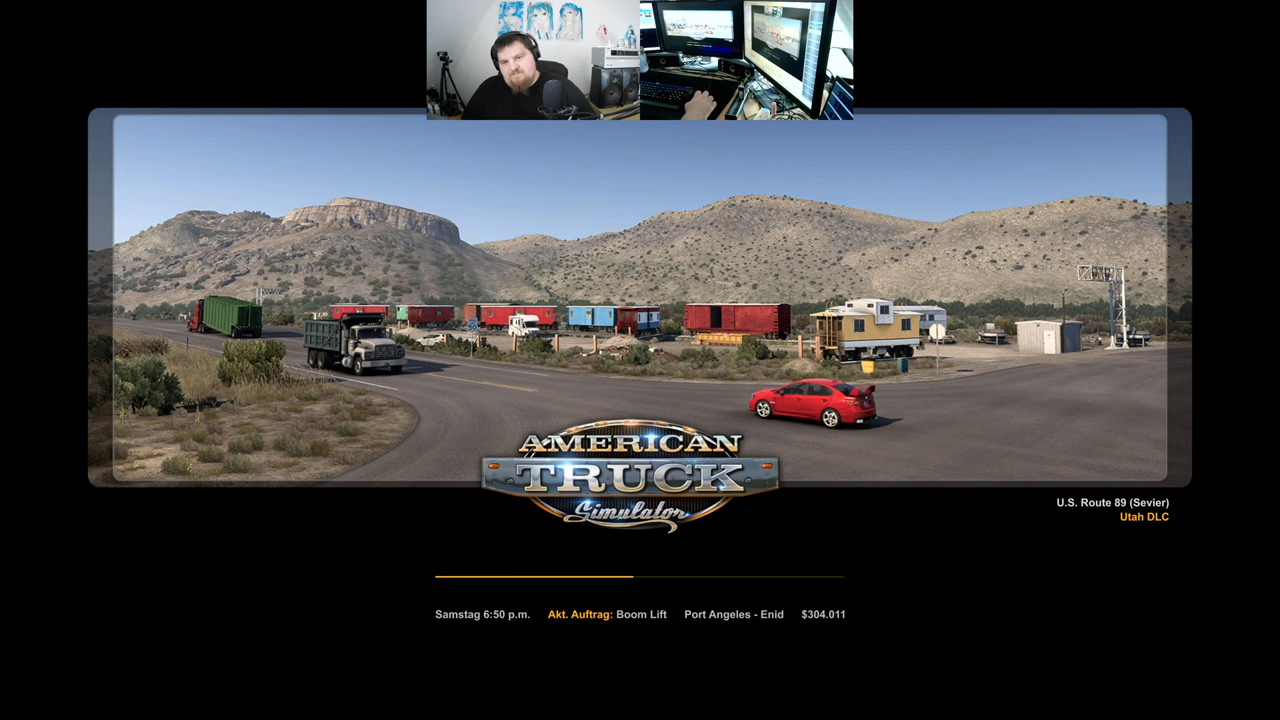 AMERICAN
TRUCK
Simulator
U.S. Route 89 (Sevier)
Utah DLC
Samstag 6:50 p.m. Akt. Auftrag: Boom Lift Port Angeles - Enid $304.011